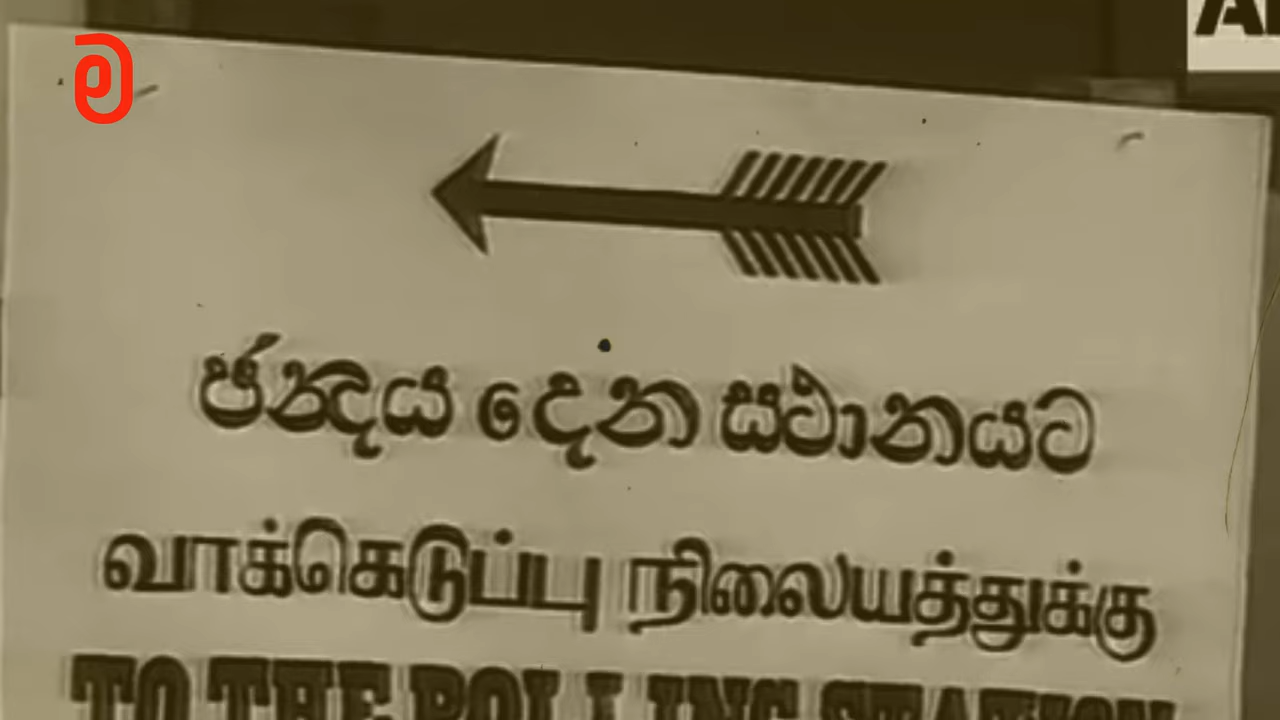 ඡන්දය දෙන ස්ථානයට
வாக்கெடுப்பு நிலையத்துக்கு
TO THE POLLING STATION